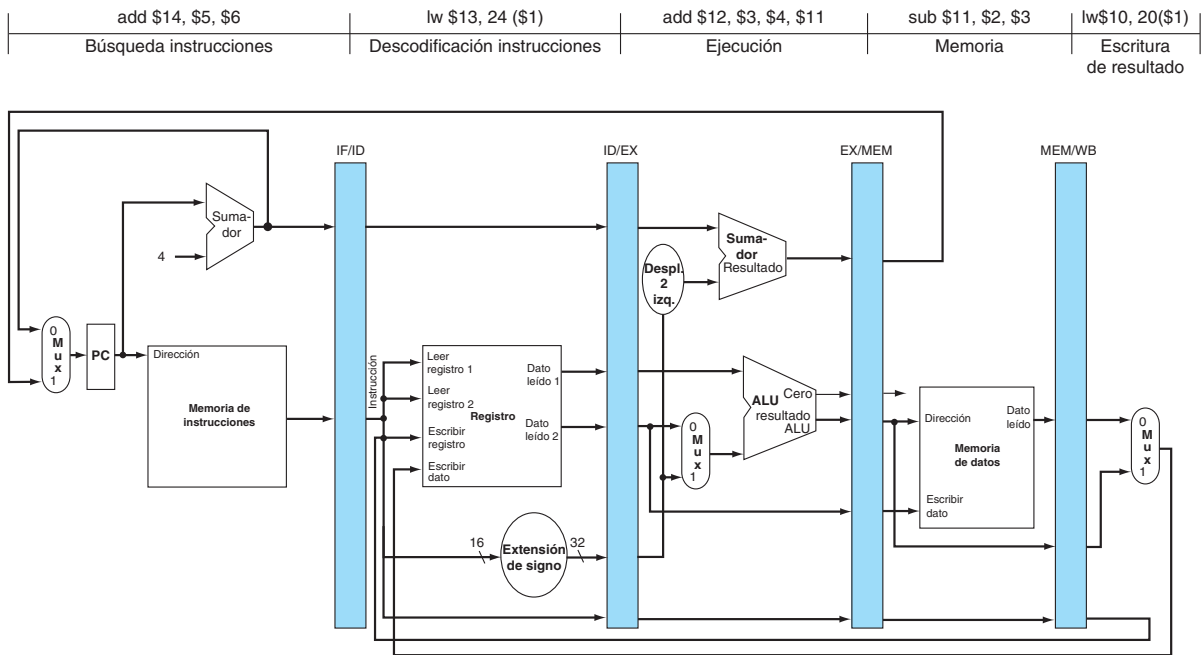 add $14, $5, $6
lw $13, 24 ($1)
add $12, $3, $4, $11
sub $11, $2, $3
lw$10, 20($1)
Búsqueda instrucciones
Descodificación instrucciones
Ejecución
Memoria
Escritura
de resultado
IF/ID
ID/EX
EX/MEM
MEM/WB
Suma-
dor
4
Suma-
dor
Resultado
Despl.
2
izq.
0
M
u
x
1
PC
Dirección
Memoria de
instrucciones
Instrucción
Leer
registro 1
Leer
registro 2
Escribir
registro
Escribir
dato
Registro
Dato
leído 1
Dato
leído 2
0
M
u
x
1
ALU
Cero
resultado
ALU
Dirección
Dato
leído
Memoria
de datos
Escribir
dato
0
M
u
x
1
16
Extensión
de signo
32